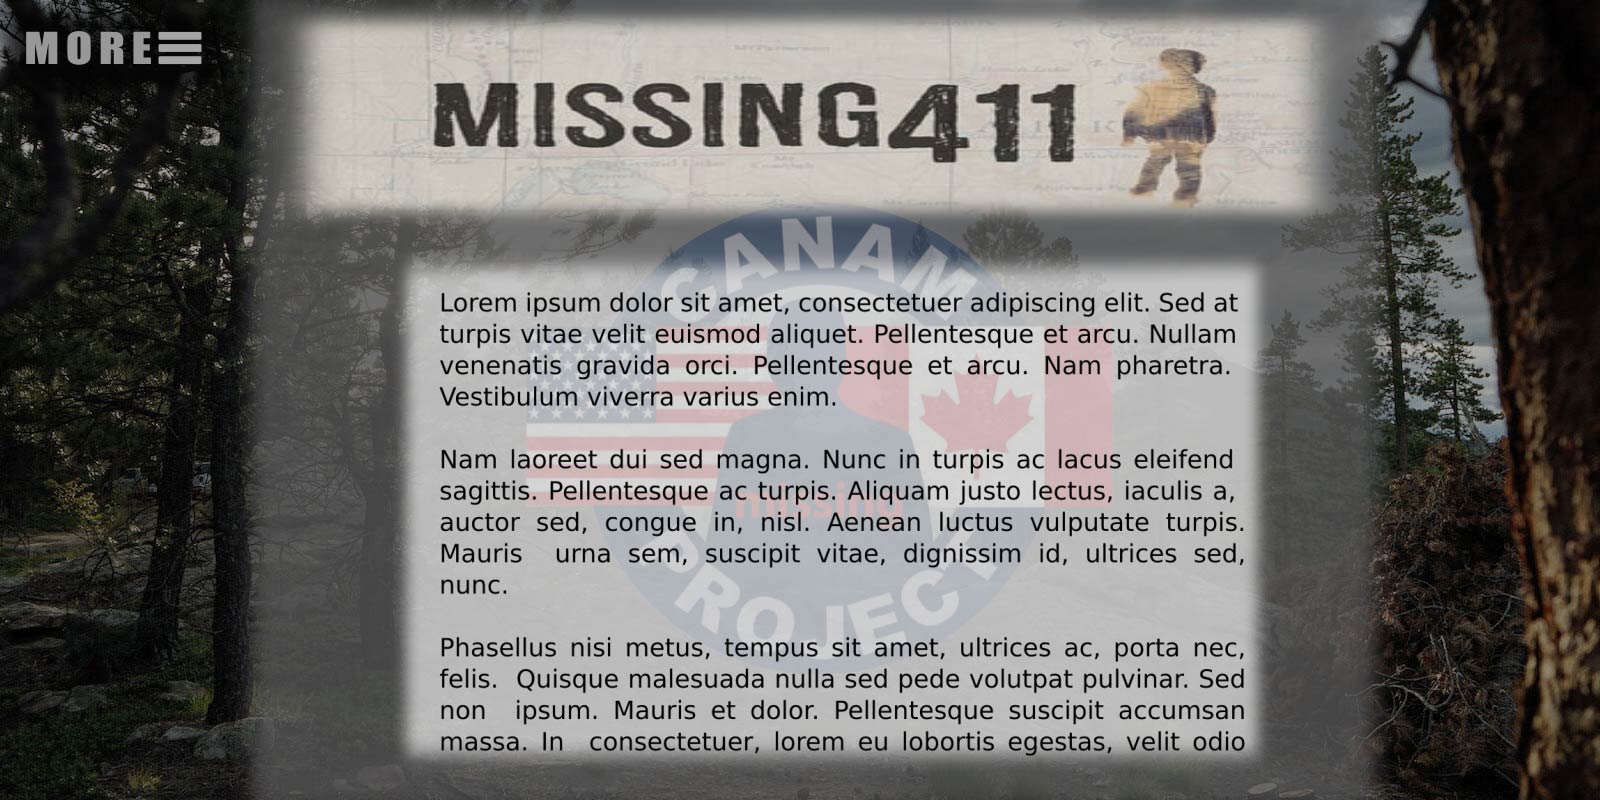 MORE
MISSING411
CANAM
Lorem ipsum dolor sit amet, consectetuer adipiscing elit. Sed at
turpis vitae velit euismod aliquet. Pellentesque et arcu. Nullam
venenatis gravida orci. Pellentesque et arcu. Nam pharetra.
Vestibulum viverra varius enim.
Nam laoreet dui sed magna. Nunc in turpis ac lacus eleifend
sagittis. Pellentesque ac turpis. Aliquam justo lectus, iaculis a,
missing
auctor sed, congue in, nisl. Aenean luctus vulputate turpis.
Mauris urna sem, suscipit vitae, dignissim id, ultrices sed,
nunc.
PROJECT
Phasellus nisi metus, tempus sit amet, ultrices ac, porta nec,
felis. Quisque malesuada nulla sed pede volutpat pulvinar. Sed
non ipsum. Mauris et dolor. Pellentesque suscipit accumsan
massa. In consectetuer, lorem eu lobortis egestas, velit odio